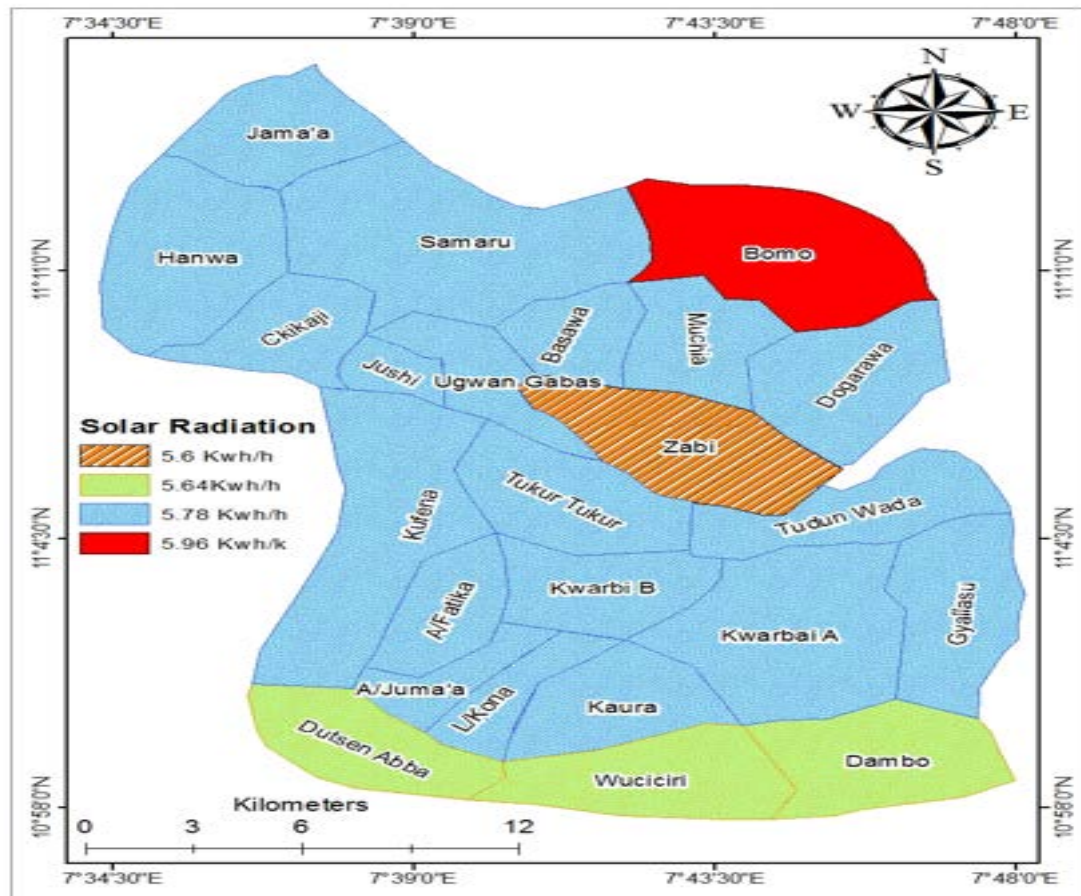 7°34'30"E
7°39'0"E
7°43'30"E
7°48'0"E
N
W
E
S
Jama'a
Hanwa
Samaru
Bomo
11°11'0"N
11°11'0"N
Ckikaji
Basawa
Muchia
Jushi
Ugwan Gabas
Dogarawa
Solar Radiation
5.6 Kwh/h
5.64Kwh/h
5.78 Kwh/h
5.96 Kwh/k
Zabi
Tukur Tukur
Kufena
Tudun Wada
11°4'30"N
11°4'30"N
A/Fatika
Kwarbi B
Kwarbai A
Gyallasu
A/Juma'a
L/Kona
Kaura
Dutsen Abba
Wuciciri
Dambo
10°58'0"N
10°58'0"N
Kilometers
0 3 6 12
7°34'30"E
7°39'0"E
7°43'30"E
7°48'0"E